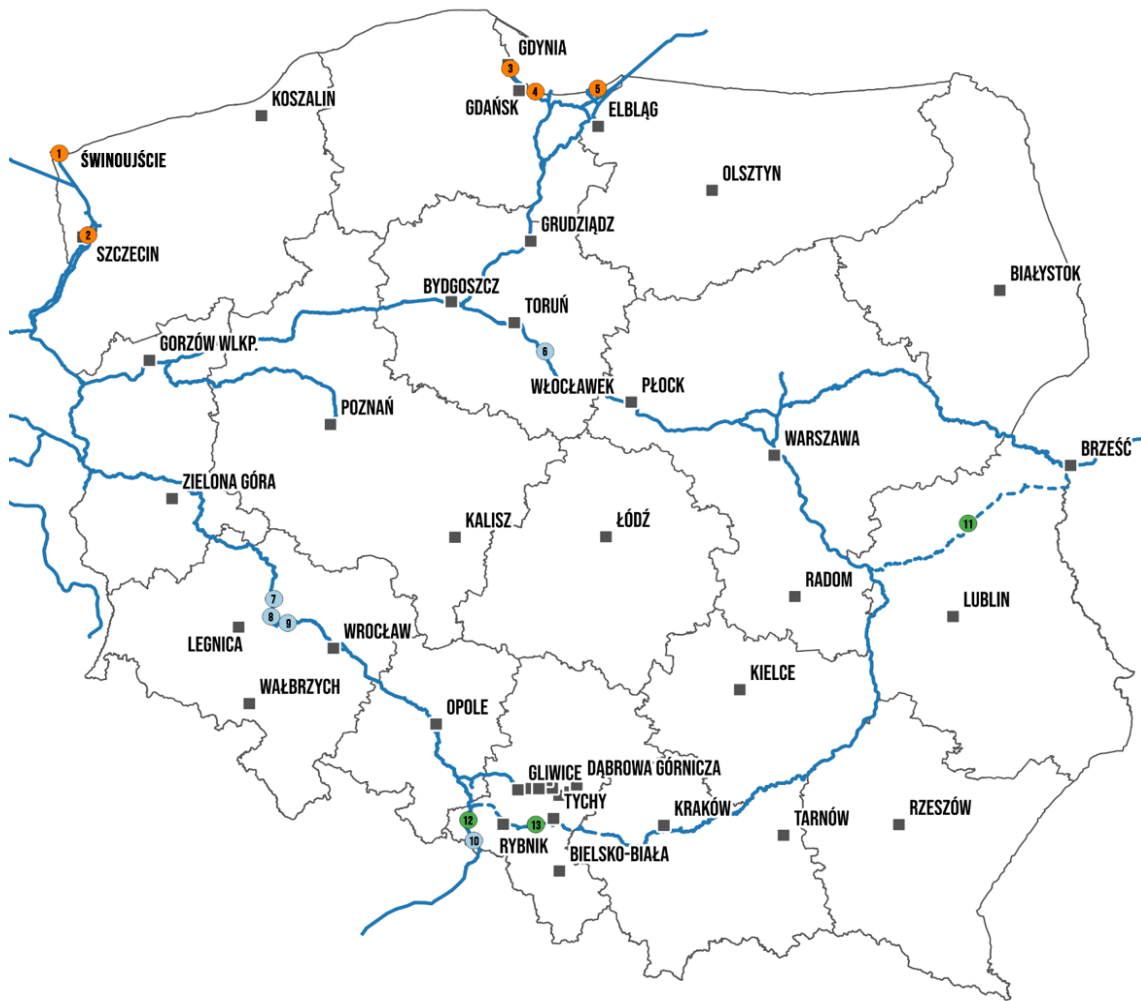 GDYNIA
3
GDAŃSK
4
5
ELBLĄG
KOSZALIN
1
ŚWINOUJŚCIE
OLSZTYN
2
SZCZECIN
GRUDZIĄDZ
BIAŁYSTOK
BYDGOSZCZ
TORUŃ
GORZÓW WLKP.
6
WŁOCŁAWEK
PŁOCK
POZNAŃ
WARSZAWA
BRZEŚĆ
ZIELONA GÓRA
KALISZ
ŁÓDŹ
11
RADOM
7
LUBLIN
8
9
LEGNICA
WROCŁAW
WAŁBRZYCH
KIELCE
OPOLE
DĄBROWA GÓRNICZA
GLIWICE
TYCHY
KRAKÓW
TARNÓW
RZESZÓW
12
13
10
RYBNIK
BIELSKO-BIAŁA